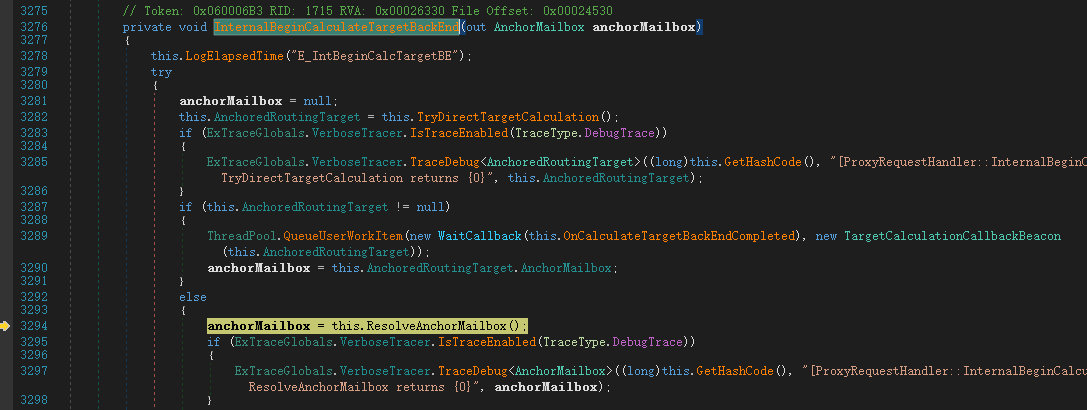 3275 // Token: 0x060006B3 RID: 1715 RVA: 0x00026330 File Offset: 0x00024530
3276 private void InternalBeginCalculateTargetBackEnd(out AnchorMailbox anchorMailbox)
3277 {
3278 this.LogElapsedTime("E_IntBeginCalcTargetBE");
3279 try
3280 {
3281 anchorMailbox = null;
3282 this.AnchoredRoutingTarget = this.TryDirectTargetCalculation();
3283 if (ExTraceGlobals.VerboseTracer.IsTraceEnabled(TraceType.DebugTrace))
3284 {
3285 ExTraceGlobals.VerboseTracer.TraceDebug<AnchoredRoutingTarget>((long)this.GetHashCode(), "[ProxyRequestHandler::InternalBeginC
TryDirectTargetCalculation returns {0}", this.AnchoredRoutingTarget);
3286 }
3287 if (this.AnchoredRoutingTarget != null)
3288 {
3289 ThreadPool.QueueUserWorkItem(new WaitCallback(this.OnCalculateTargetBackEndCompleted), new TargetCalculationCallbackBeacon
(this.AnchoredRoutingTarget));
3290 anchorMailbox = this.AnchoredRoutingTarget.AnchorMailbox;
3291 }
3292 else
3293 {
3294 anchorMailbox = this.ResolveAnchorMailbox();
3295 if (ExTraceGlobals.VerboseTracer.IsTraceEnabled(TraceType.DebugTrace))
3296 {
3297 ExTraceGlobals.VerboseTracer.TraceDebug<AnchorMailbox>((long)this.GetHashCode(), "[ProxyRequestHandler::InternalBeginCalcu
ResolveAnchorMailbox returns {0}", anchorMailbox);
3298 }